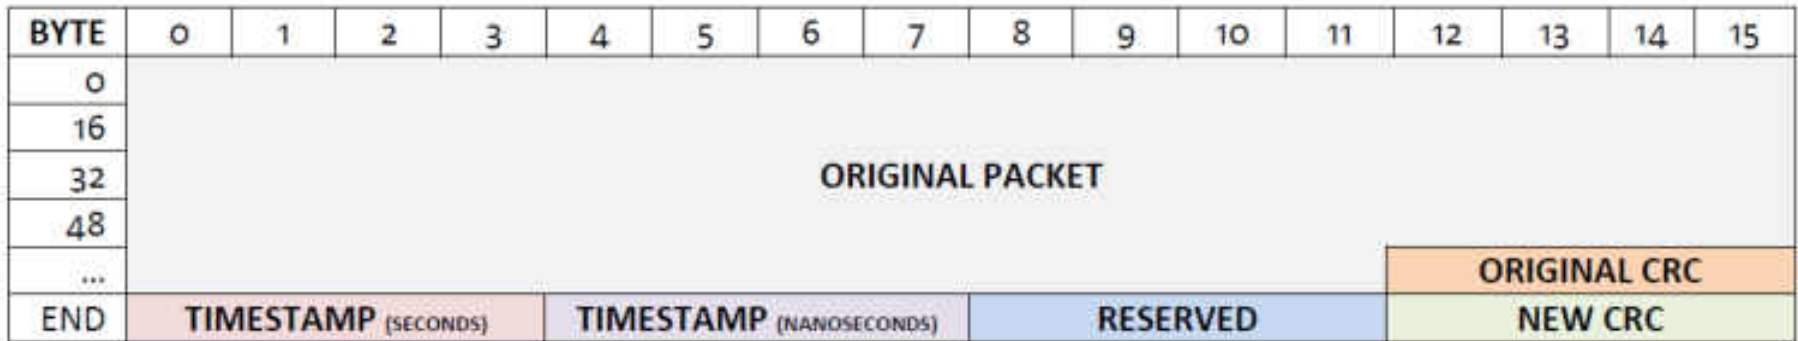 BYTE 0 1 2 3 4 5 6 7 8 9 10 11 12 13 14 15
0
16
32 ORIGINAL PACKET
48
... ORIGINAL CRC
END TIMESTAMP (SECONDS) TIMESTAMP (NANOSECONDS) RESERVED NEW CRC